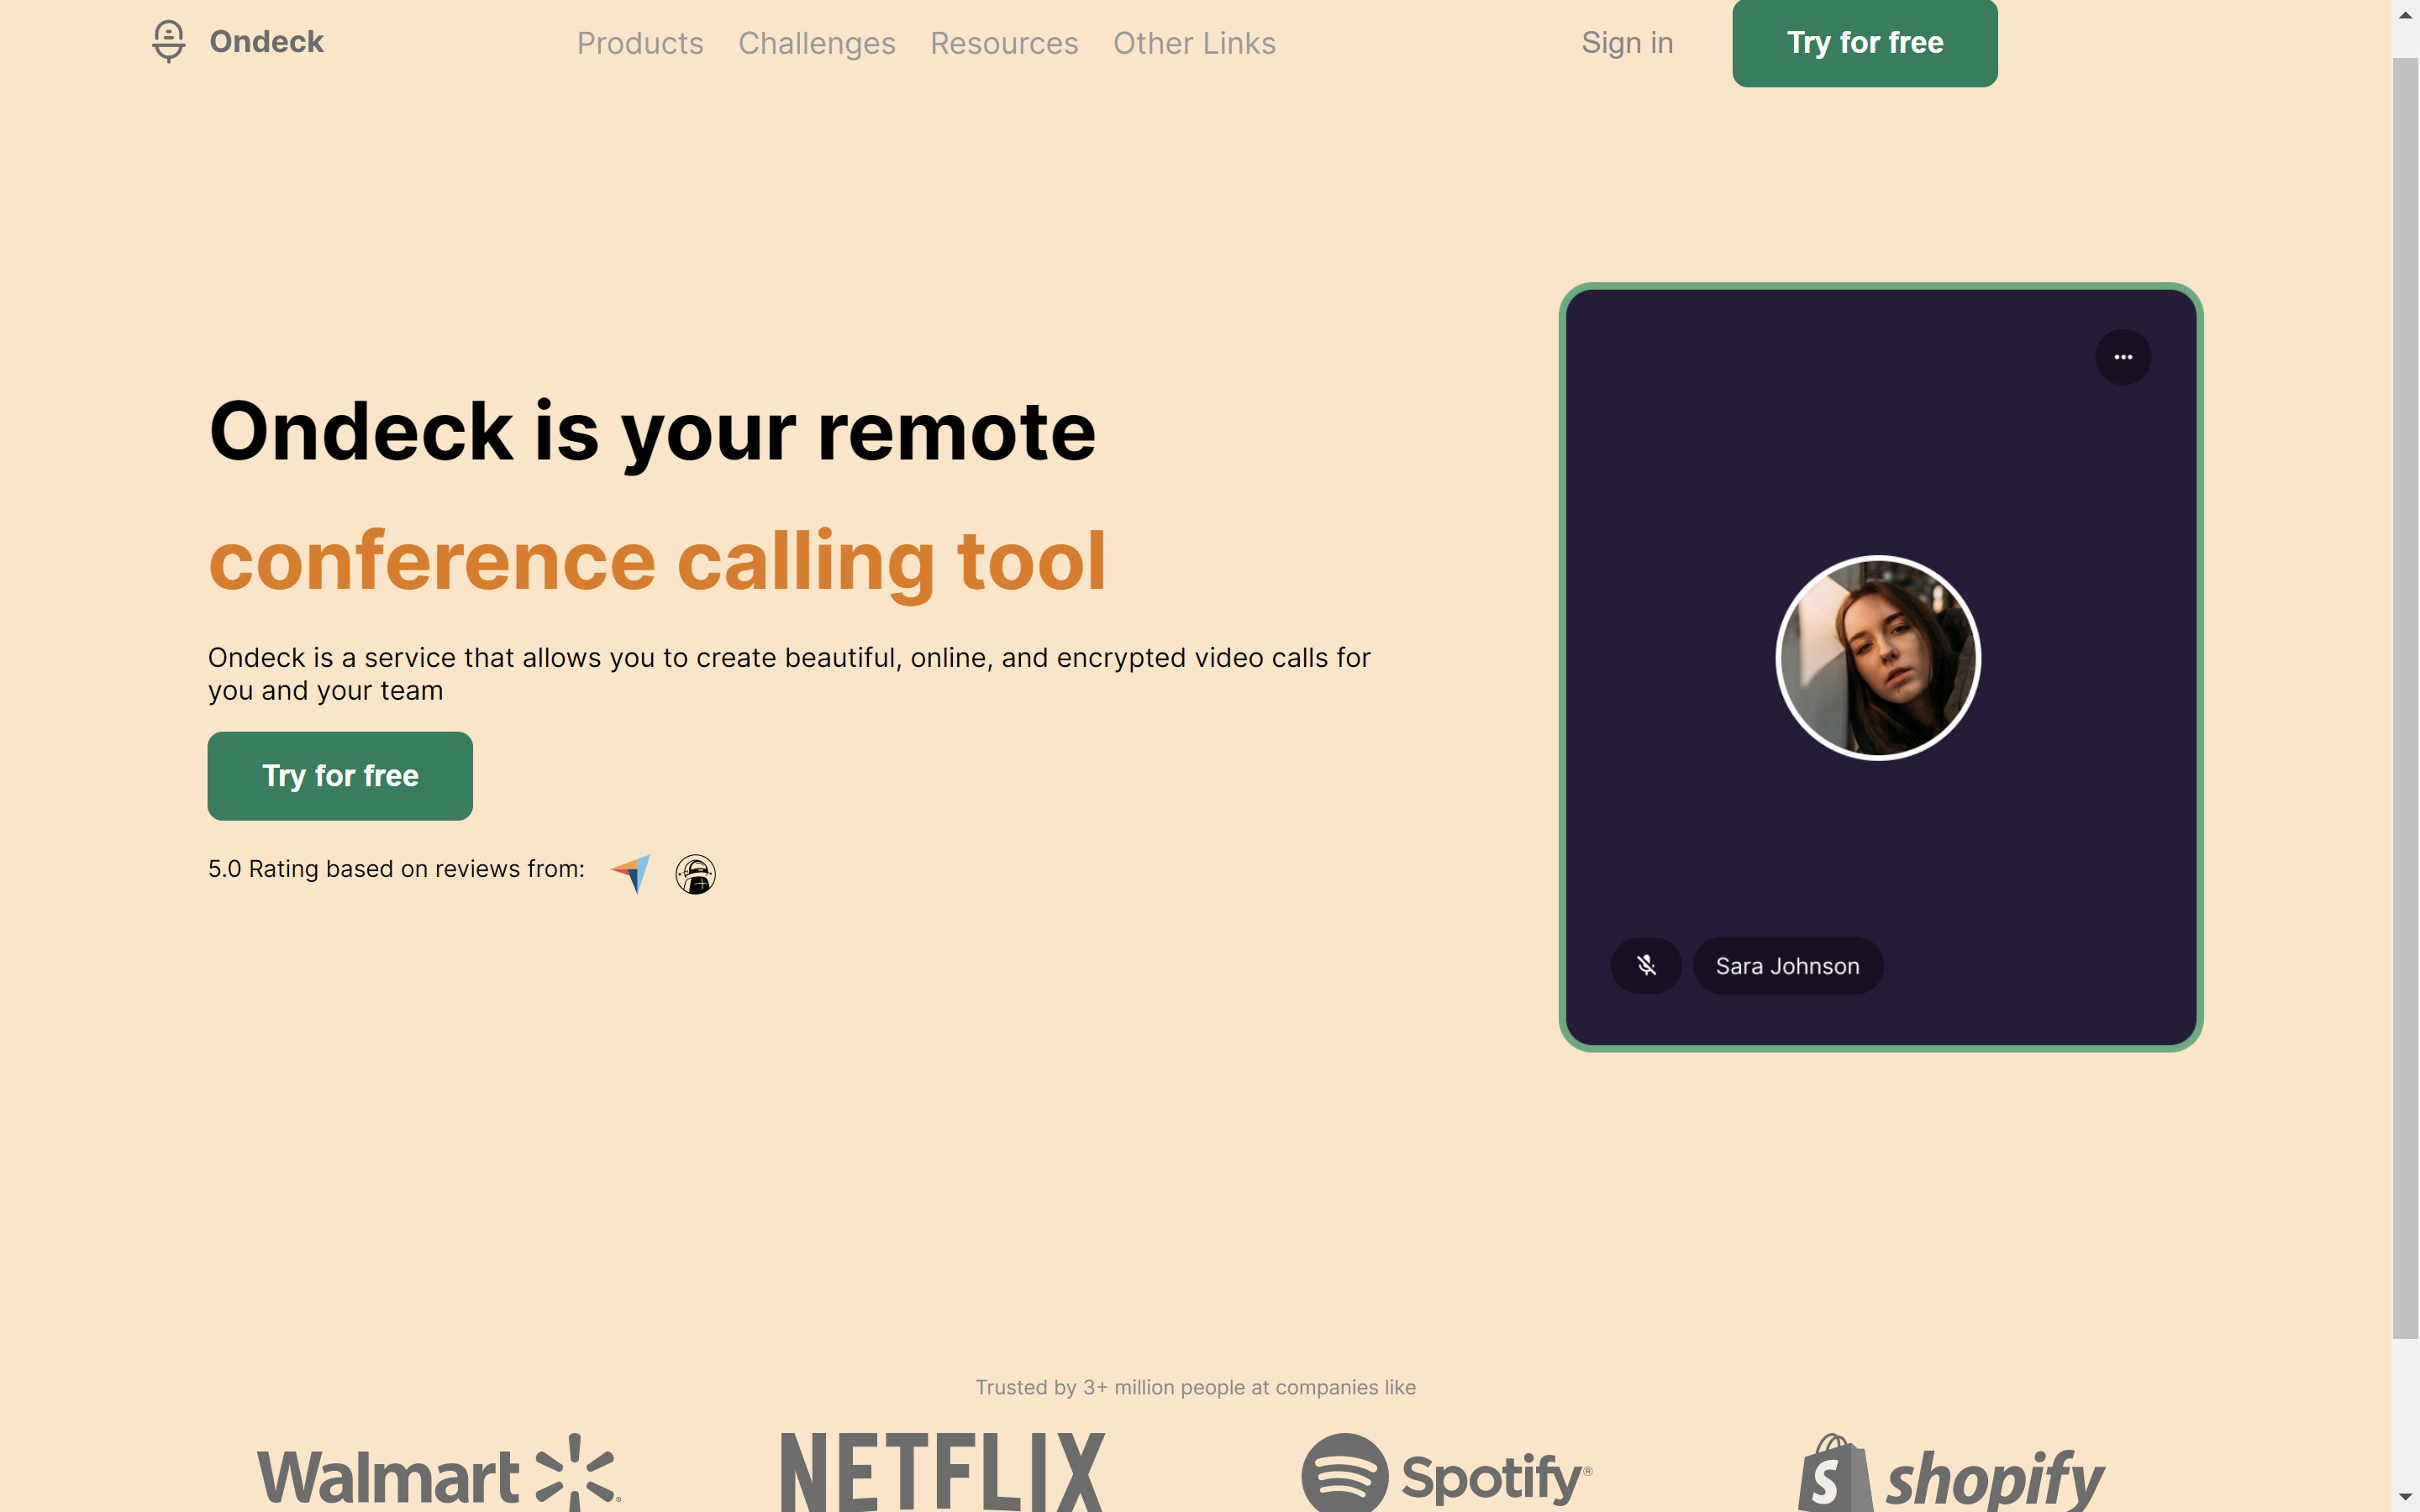 Ondeck
Products Challenges Resources Other Links
Sign in
Try for free
Ondeck is your remote
conference calling tool
Ondeck is a service that allows you to create beautiful, online, and encrypted video calls for
you and your team
Try for free
5.0 Rating based on reviews from:
Sara Johnson
Trusted by 3+ million people at companies like
Walmart
NETFLIX
Spotify®
shopify